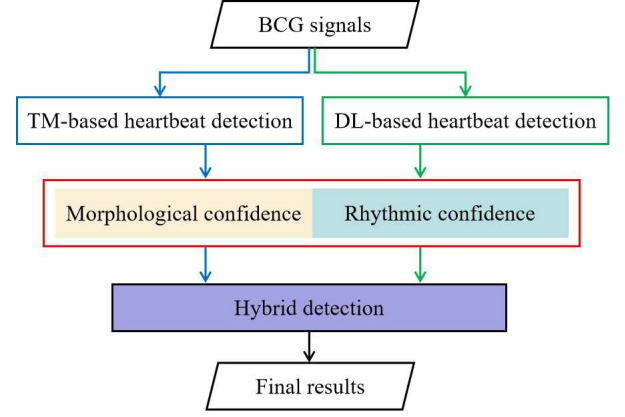 BCG signals
TM-based heartbeat detection
DL-based heartbeat detection
Morphological confidence
Rhythmic confidence
Hybrid detection
Final results